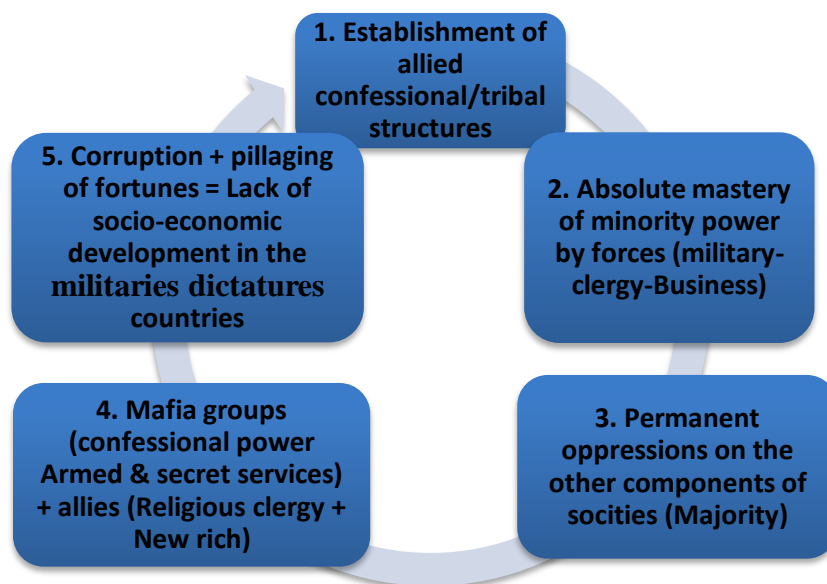 1. Establishment of
allied
confessional/tribal
structures
2. Absolute mastery
of minority power
by forces (military-
clergy-Business)
3. Permanent
oppressions on the
other components of
socities (Majority)
4. Mafia groups
(confessional power
Armed & secret services)
+ allies (Religious clergy +
New rich)
5. Corruption + pillaging
of fortunes = Lack of
socio-economic
development in the
militaries dictatures
countries